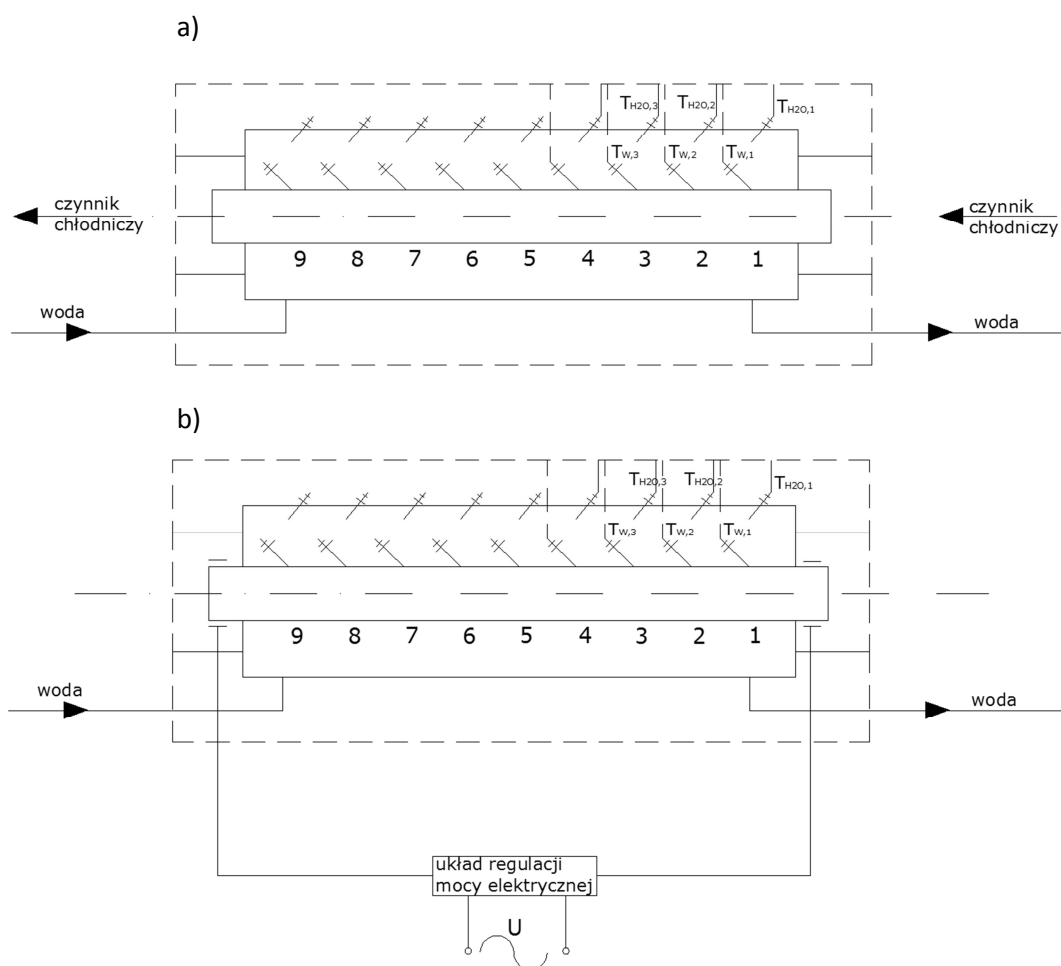 a)
T_H2O,3 T_H2O,2 T_H2O,1
T_W,3 T_W,2 T_W,1
czynnik
chłodniczy
czynnik
chłodniczy
9 8 7 6 5 4 3 2 1
woda
woda
b)
T_H2O,3 T_H2O,2 T_H2O,1
T_W,3 T_W,2 T_W,1
9 8 7 6 5 4 3 2 1
woda
woda
układ regulacji
mocy elektrycznej
U